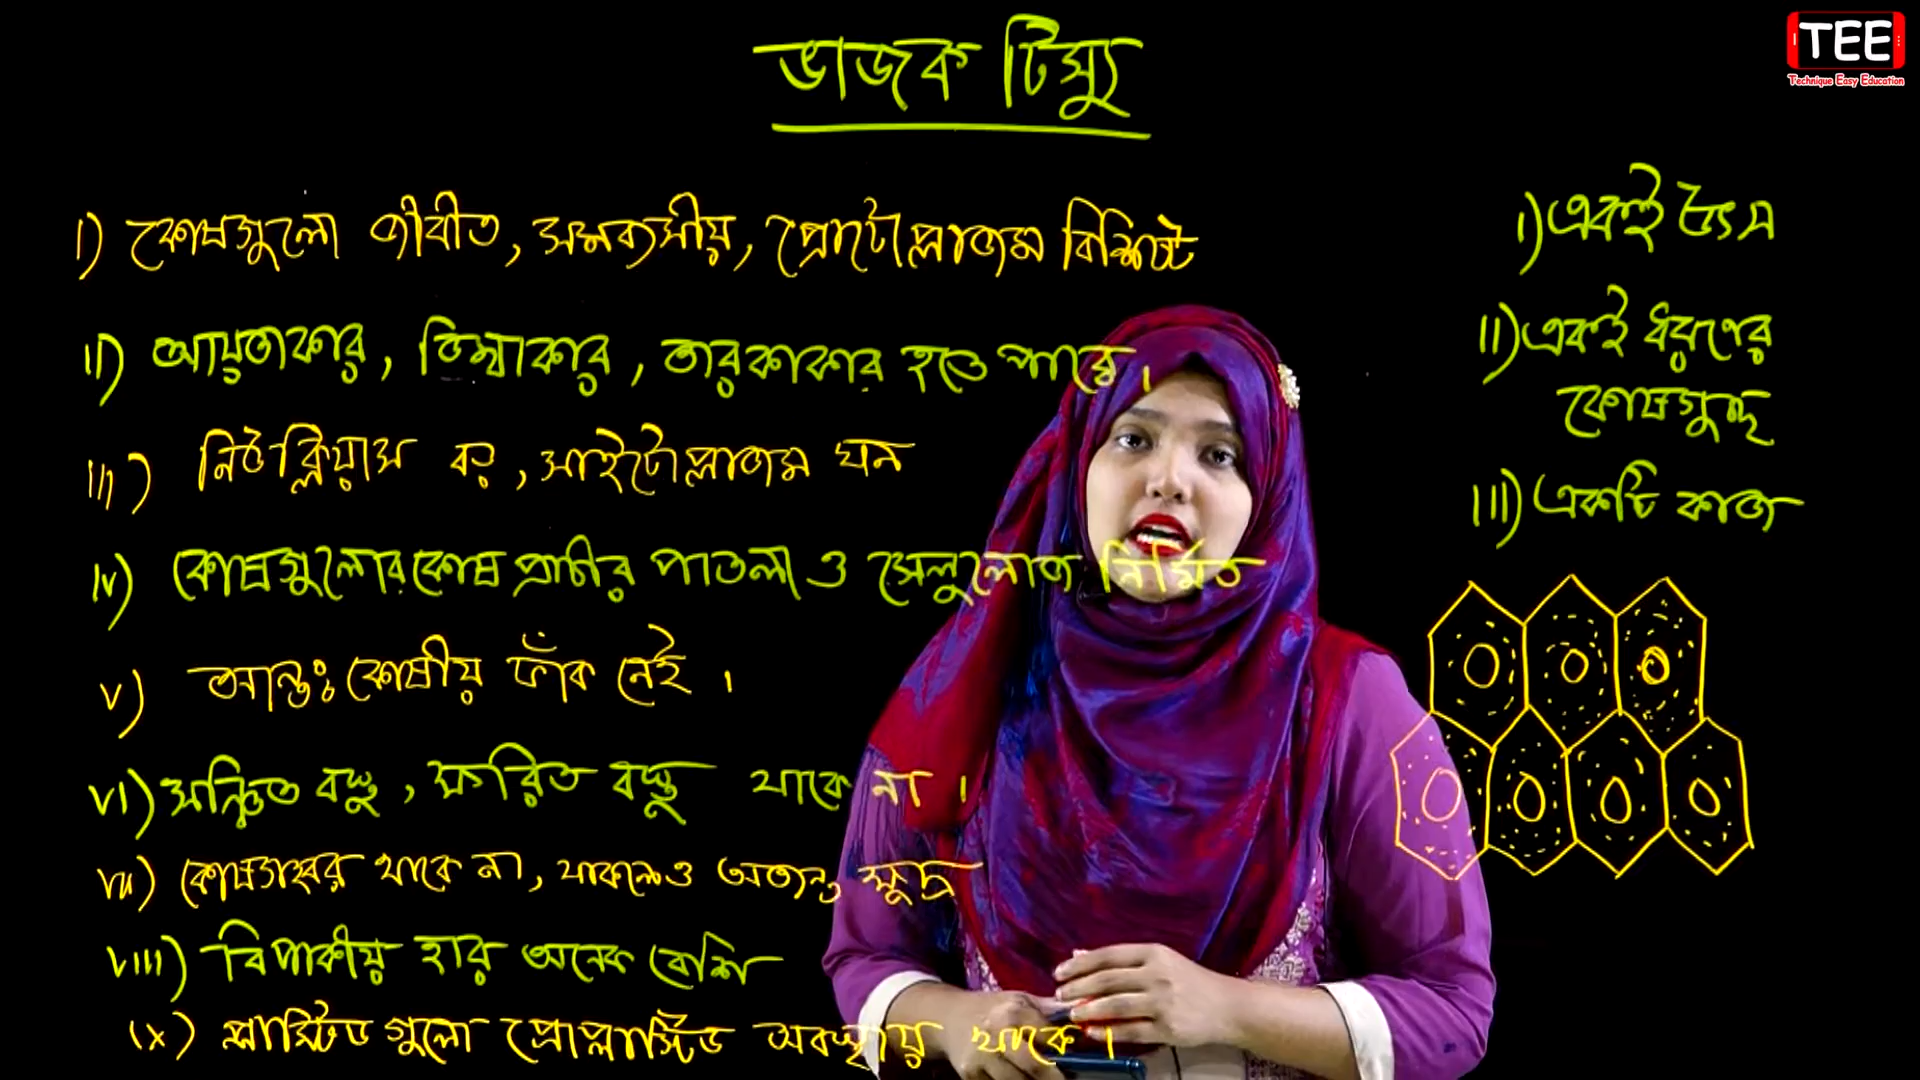 ভাজক টিস্যু
TEE
Technique Easy Education
i) কোষগুলো জীবীত, সমবয়সীয়, প্রোটোপ্লাজম বিশিষ্ট
ii) আয়তাকার, ডিম্বাকার, তারকাকার হতে পারে।
iii) নিউক্লিয়াস বড়, সাইটোপ্লাজম ঘন
iv) কোষগুলোর কোষ প্রাচীর পাতলা ও সেলুলোজ নির্মিত
v) আন্তঃ কোষীয় ফাঁক নেই।
vi) সঞ্চিত বস্তু, ক্ষরিত বস্তু থাকে না।
vii) কোষগহ্বর থাকে না, থাকলেও অত্যন্ত ক্ষুদ্র
viii) বিপাকীয় হার অনেক বেশি
ix) প্লাস্টিড গুলো প্রোপ্লাস্টিড অবস্থায় থাকে।
i) একই উৎস
ii) একই ধরণের
কোষগুচ্ছ
iii) একটি কাজ